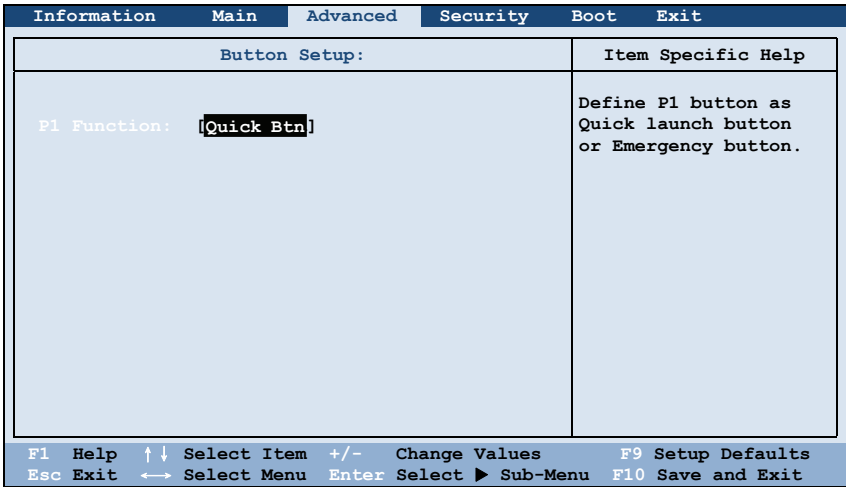 Information Main Advanced Security Boot Exit
Button Setup:
Item Specific Help
P1 Function: [Quick Btn]
Define P1 button as
Quick launch button
or Emergency button.
F1 Help ↑↓ Select Item +/- Change Values F9 Setup Defaults
Esc Exit ←→ Select Menu Enter Select ▶ Sub-Menu F10 Save and Exit